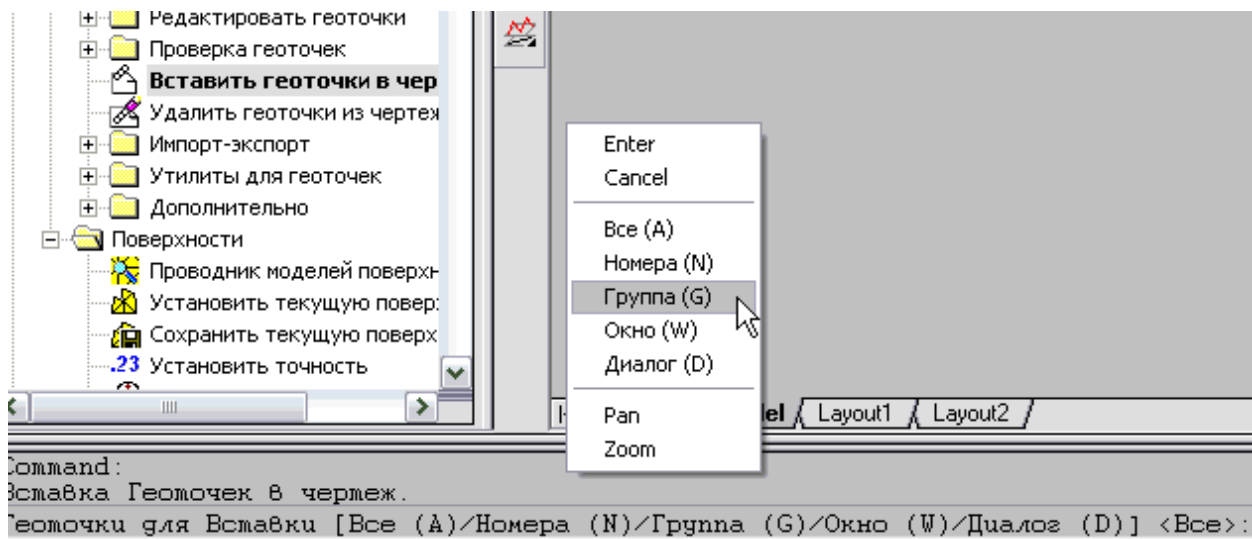 Редактировать геоточки
Проверка геоточек
Вставить геоточки в чер
Удалить геоточки из чертеж
Импорт-экспорт
Утилиты для геоточек
Дополнительно
Поверхности
Проводник моделей поверхн
Установить текущую повер
Сохранить текущую поверх
.23 Установить точность
Enter
Cancel
Все (A)
Номера (N)
Группа (G)
Окно (W)
Диалог (D)
Pan
Zoom
el / Layout1 / Layout2 /
Command:
Вставка Геоточек в чертеж.
Геоточки для Вставки [Все (A)/Номера (N)/Группа (G)/Окно (W)/Диалог (D)] <Все>: